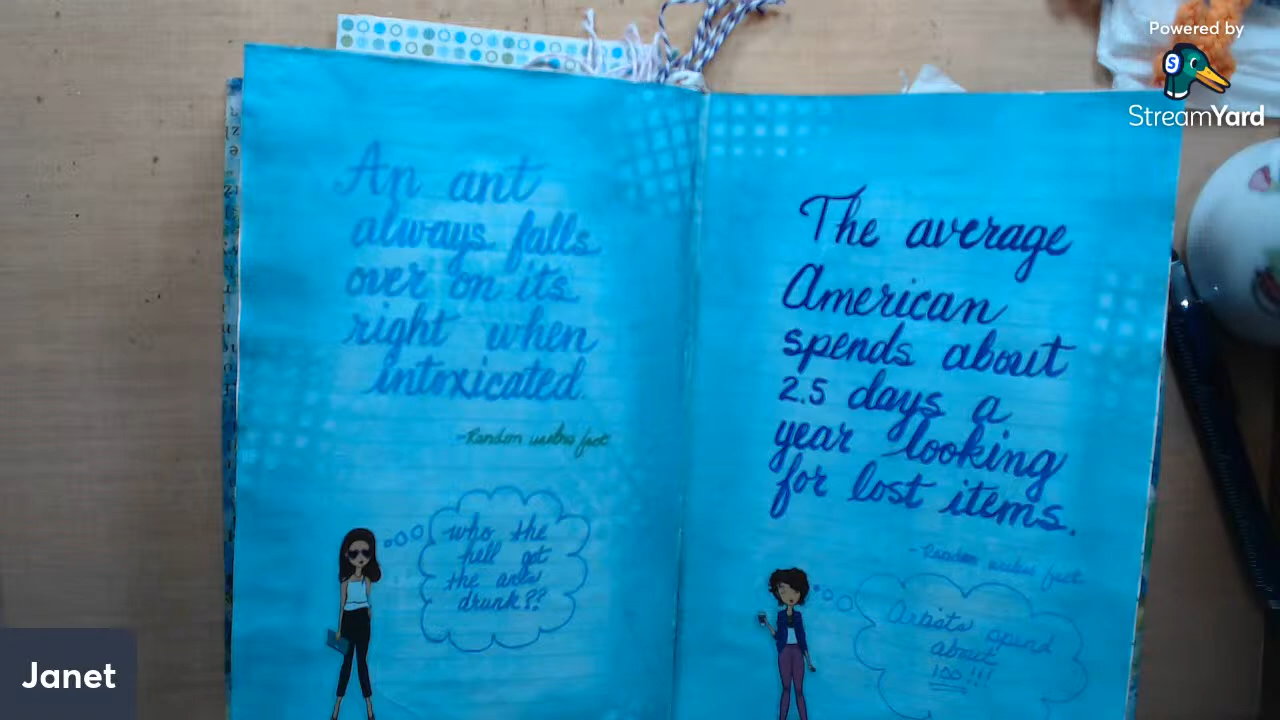 An ant
always falls
over on its
right when
intoxicated.
-Random useless fact
who the
hell got
the ants
drunk??
The average
American
spends about
2.5 days a
year looking
for lost items.
-Random useless fact
Artists spend
about
100!!!
Powered by
StreamYard
Janet